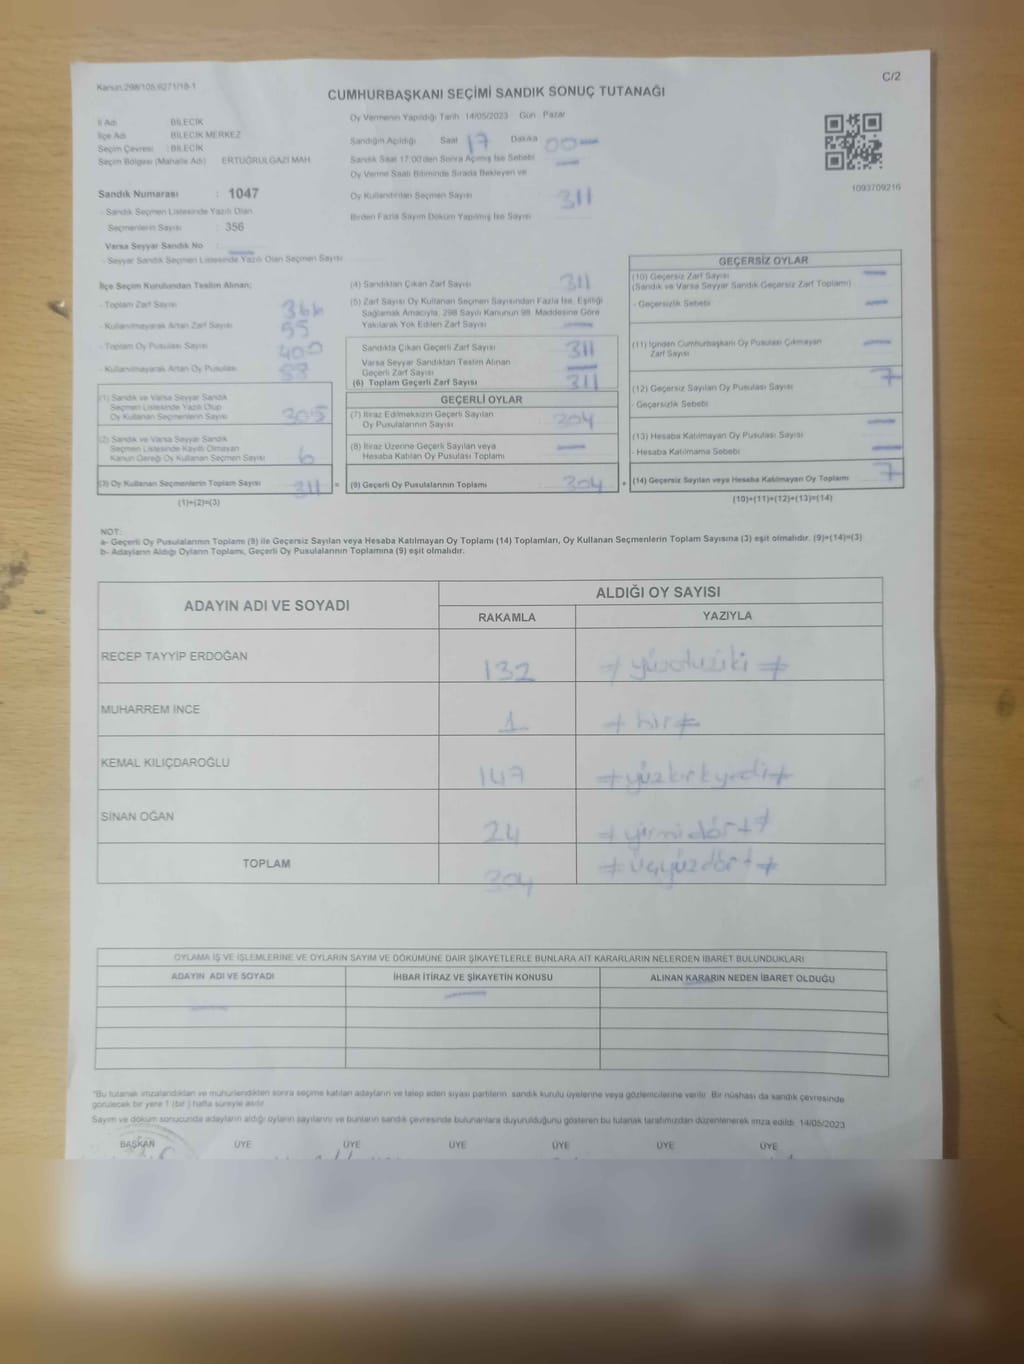 Kanun:298/105,6271/18-1
C/2
CUMHURBAŞKANI SEÇİMİ SANDIK SONUÇ TUTANAĞI
İl Adı BİLECİK
İlçe Adı BİLECİK MERKEZ
Seçim Çevresi : BİLECİK
Seçim Bölgesi (Mahalle Adı) ERTUĞRULGAZİ MAH
Sandık Numarası : 1047
- Sandık Seçmen Listesinde Yazılı Olan
Seçmenlerin Sayısı : 356
Varsa Seyyar Sandık No :
- Seyyar Sandık Seçmen Listesinde Yazılı Olan Seçmen Sayısı
Oy Vermenin Yapıldığı Tarih 14/05/2023 Gün Pazar
Sandığın Açıldığı Saat 17 Dakika 00
Sandık Saat 17:00'den Sonra Açılmış İse Sebebi
Oy Verme Saati Bitiminde Sırada Bekleyen ve
Oy Kullandırılan Seçmen Sayısı 311
Birden Fazla Sayım Döküm Yapılmış İse Sayısı
1093709216
İlçe Seçim Kurulundan Teslim Alınan;
- Toplam Zarf Sayısı 366
- Kullanılmayarak Artan Zarf Sayısı 55
- Toplam Oy Pusulası Sayısı 400
- Kullanılmayarak Artan Oy Pusulası
(1) Sandık ve Varsa Seyyar Sandık
Seçmen Listesinde Yazılı Olup
Oy Kullanan Seçmenlerin Sayısı 305
(2) Sandık ve Varsa Seyyar Sandık
Seçmen Listesinde Kayıtlı Olmayan
Kanun Gereği Oy Kullanan Seçmen Sayısı 6
(3) Oy Kullanan Seçmenlerin Toplam Sayısı 311 =
(1)+(2)=(3)
(4) Sandıktan Çıkan Zarf Sayısı 311
(5) Zarf Sayısı Oy Kullanan Seçmen Sayısından Fazla İse, Eşitliği
Sağlamak Amacıyla, 298 Sayılı Kanunun 98. Maddesine Göre
Yakılarak Yok Edilen Zarf Sayısı
Sandıkta Çıkan Geçerli Zarf Sayısı 311
Varsa Seyyar Sandıktan Teslim Alınan
Geçerli Zarf Sayısı
(6) Toplam Geçerli Zarf Sayısı 311
GEÇERLİ OYLAR
(7) İtiraz Edilmeksizin Geçerli Sayılan
Oy Pusulalarının Sayısı 304
(8) İtiraz Üzerine Geçerli Sayılan veya
Hesaba Katılan Oy Pusulası Toplamı
(9) Geçerli Oy Pusulalarının Toplamı 304 +
GEÇERSİZ OYLAR
(10) Geçersiz Zarf Sayısı
(Sandık ve Varsa Seyyar Sandık Geçersiz Zarf Toplamı)
- Geçersizlik Sebebi
(11) İçinden Cumhurbaşkanı Oy Pusulası Çıkmayan
Zarf Sayısı
(12) Geçersiz Sayılan Oy Pusulası Sayısı 7
- Geçersizlik Sebebi
(13) Hesaba Katılmayan Oy Pusulası Sayısı
- Hesaba Katılmama Sebebi
(14) Geçersiz Sayılan veya Hesaba Katılmayan Oy Toplamı 7
(10)+(11)+(12)+(13)=(14)
NOT:
a- Geçerli Oy Pusulalarının Toplamı (9) ile Geçersiz Sayılan veya Hesaba Katılmayan Oy Toplamı (14) Toplamları, Oy Kullanan Seçmenlerin Toplam Sayısına (3) eşit olmalıdır. (9)+(14)=(3)
b- Adayların Aldığı Oyların Toplamı, Geçerli Oy Pusulalarının Toplamına (9) eşit olmalıdır.
ADAYIN ADI VE SOYADI
ALDIĞI OY SAYISI
RAKAMLA YAZIYLA
RECEP TAYYİP ERDOĞAN 132 yüzotuziki
MUHARREM İNCE 1 bir
KEMAL KILIÇDAROĞLU 147 yüzkırkyedi
SİNAN OĞAN 24 yirmidört
TOPLAM 304 üçyüzdört
OYLAMA İŞ VE İŞLEMLERİNE VE OYLARIN SAYIM VE DÖKÜMÜNE DAİR ŞİKAYETLERLE BUNLARA AİT KARARLARIN NELERDEN İBARET BULUNDUKLARI
ADAYIN ADI VE SOYADI İHBAR İTİRAZ VE ŞİKAYETİN KONUSU ALINAN KARARIN NEDEN İBARET OLDUĞU
*Bu tutanak imzalandıktan ve mühürlendikten sonra seçime katılan adayların ve talep eden siyasi partilerin sandık kurulu üyelerine veya gözlemcilerine verilir. Bir nüshası da sandık çevresinde
görülecek bir yere 1 (bir) hafta süreyle asılır.
Sayım ve döküm sonucunda adayların aldığı oyların sayılarını ve bunların sandık çevresinde bulunanlara duyurulduğunu gösteren bu tutanak tarafımızdan düzenlenerek imza edildi. 14/05/2023
BAŞKAN ÜYE ÜYE ÜYE ÜYE ÜYE ÜYE